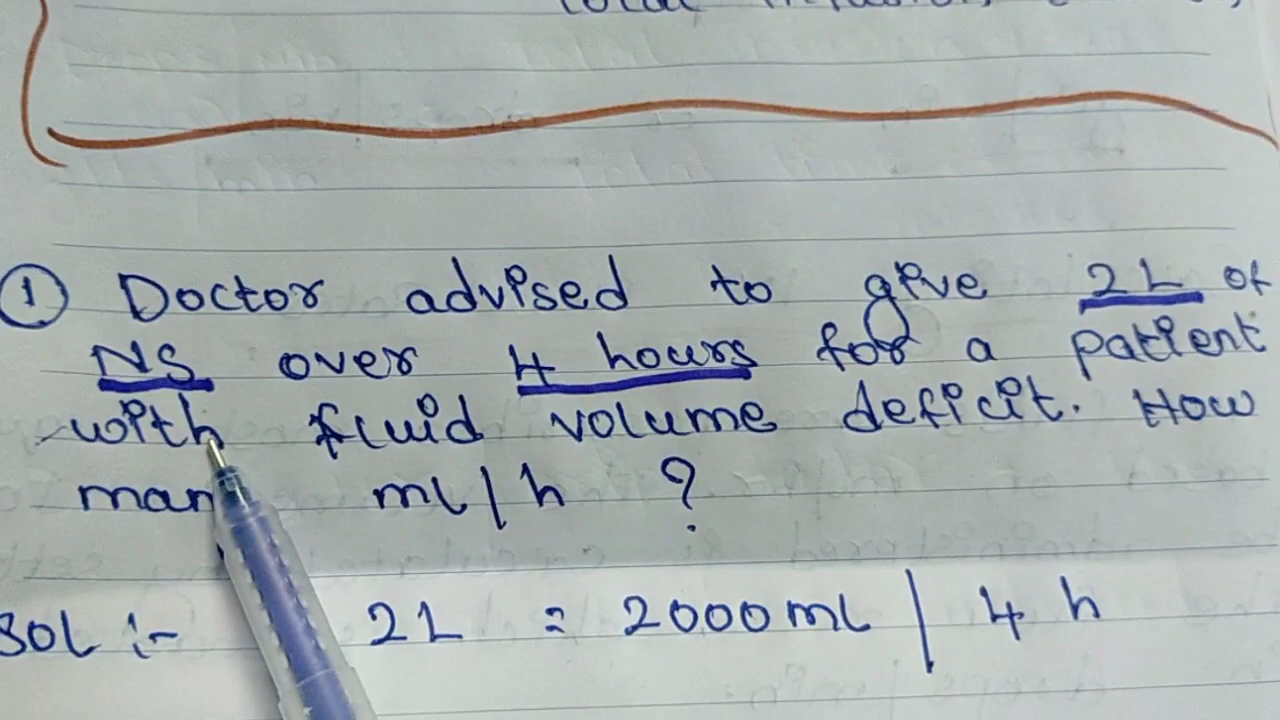 ① Doctor advised to give 2L of
NS over 4 hours for a patient
with fluid volume deficit. How
ml/h ?
Sol :- 2L = 2000ml / 4 h